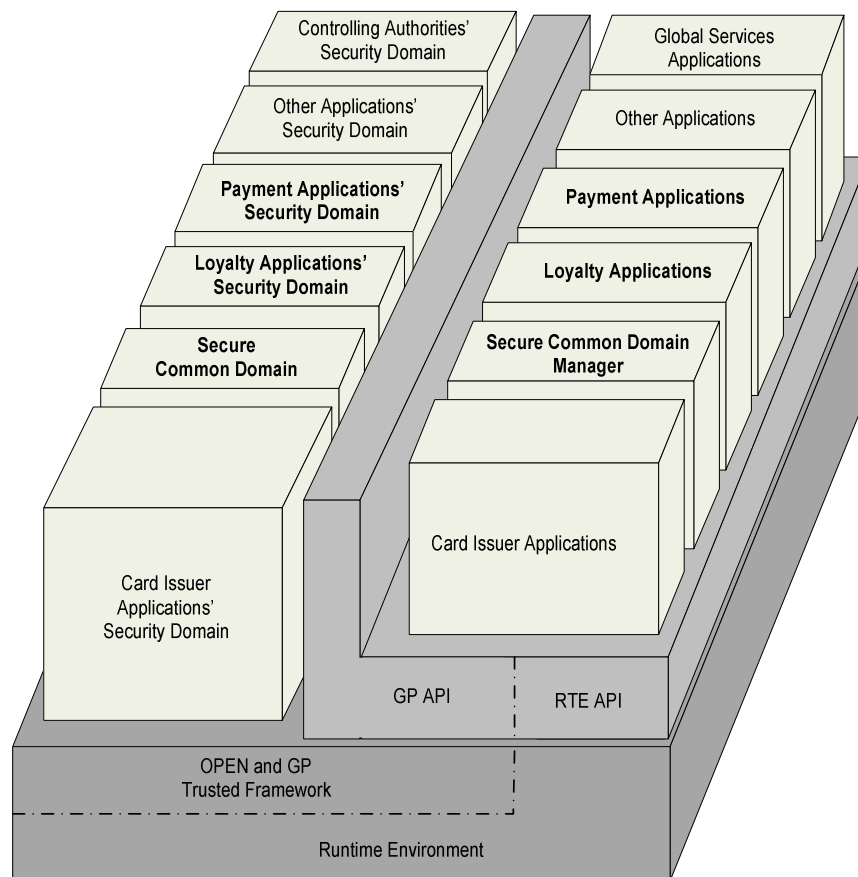 Controlling Authorities'
Security Domain
Other Applications'
Security Domain
Payment Applications'
Security Domain
Loyalty Applications'
Security Domain
Secure
Common Domain
Card Issuer
Applications'
Security Domain
Global Services
Applications
Other Applications
Payment Applications
Loyalty Applications
Secure Common Domain
Manager
Card Issuer Applications
GP API
RTE API
OPEN and GP
Trusted Framework
Runtime Environment